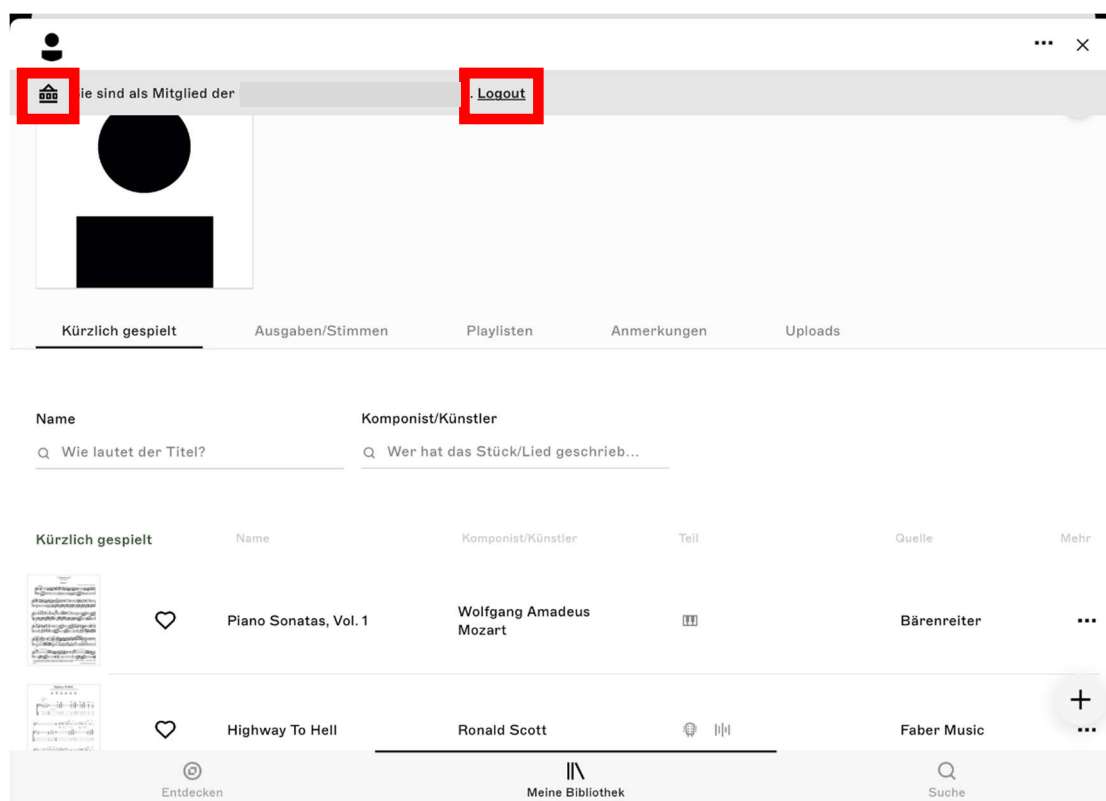 Sie sind als Mitglied der . Logout
Kürzlich gespielt Ausgaben/Stimmen Playlisten Anmerkungen Uploads
Name Komponist/Künstler
Wie lautet der Titel? Wer hat das Stück/Lied geschrieb...
Kürzlich gespielt Name Komponist/Künstler Teil Quelle Mehr
Piano Sonatas, Vol. 1 Wolfgang Amadeus Mozart Bärenreiter
Highway To Hell Ronald Scott Faber Music
Entdecken Meine Bibliothek Suche